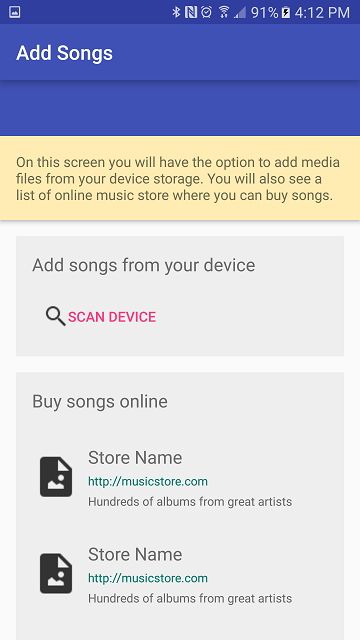 91% 4:12 PM
Add Songs
On this screen you will have the option to add media
files from your device storage. You will also see a
list of online music store where you can buy songs.
Add songs from your device
SCAN DEVICE
Buy songs online
Store Name
http://musicstore.com
Hundreds of albums from great artists
Store Name
http://musicstore.com
Hundreds of albums from great artists